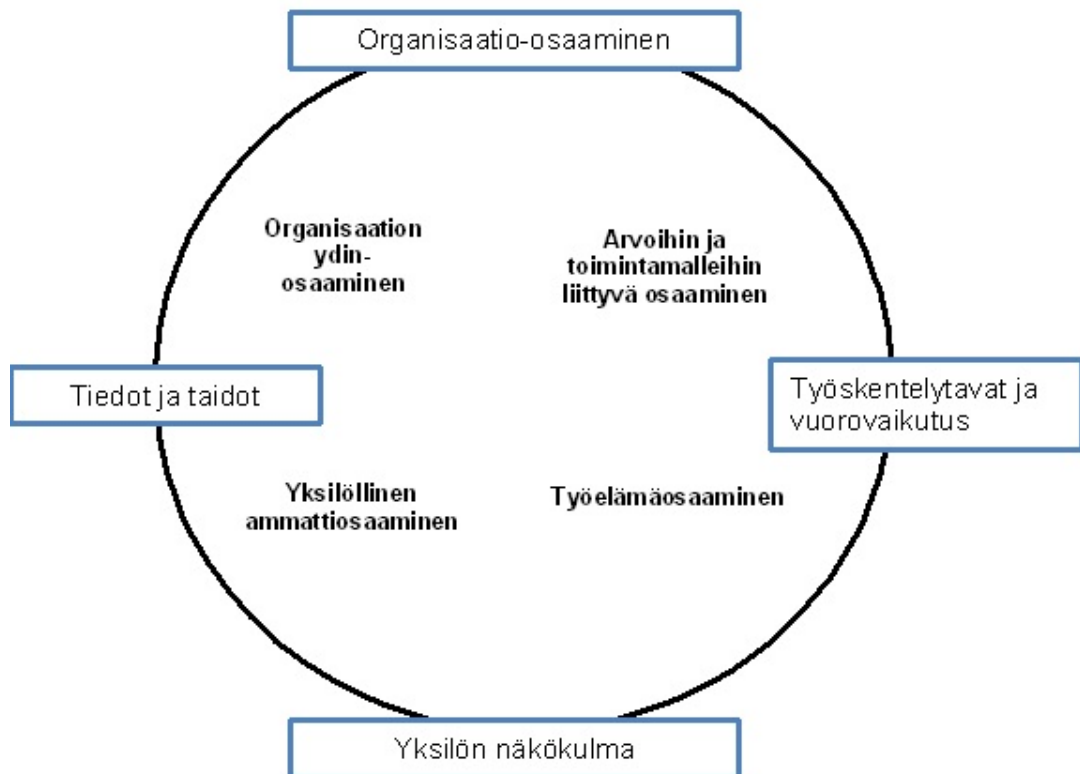 Organisaatio-osaaminen
Organisaation
ydin-
osaaminen
Arvoihin ja
toimintamalleihin
liittyvä osaaminen
Tiedot ja taidot
Työskentelytavat ja
vuorovaikutus
Yksilöllinen
ammattiosaaminen
Työelämäosaaminen
Yksilön näkökulma